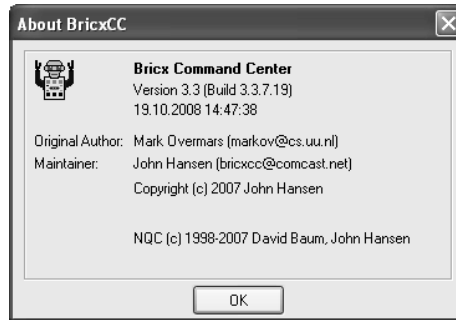 About BricxCC
Bricx Command Center
Version 3.3 (Build 3.3.7.19)
19.10.2008 14:47:38
Original Author: Mark Overmars (markov@cs.uu.nl)
Maintainer: John Hansen (bricxcc@comcast.net)
Copyright (c) 2007 John Hansen
NQC (c) 1998-2007 David Baum, John Hansen
OK